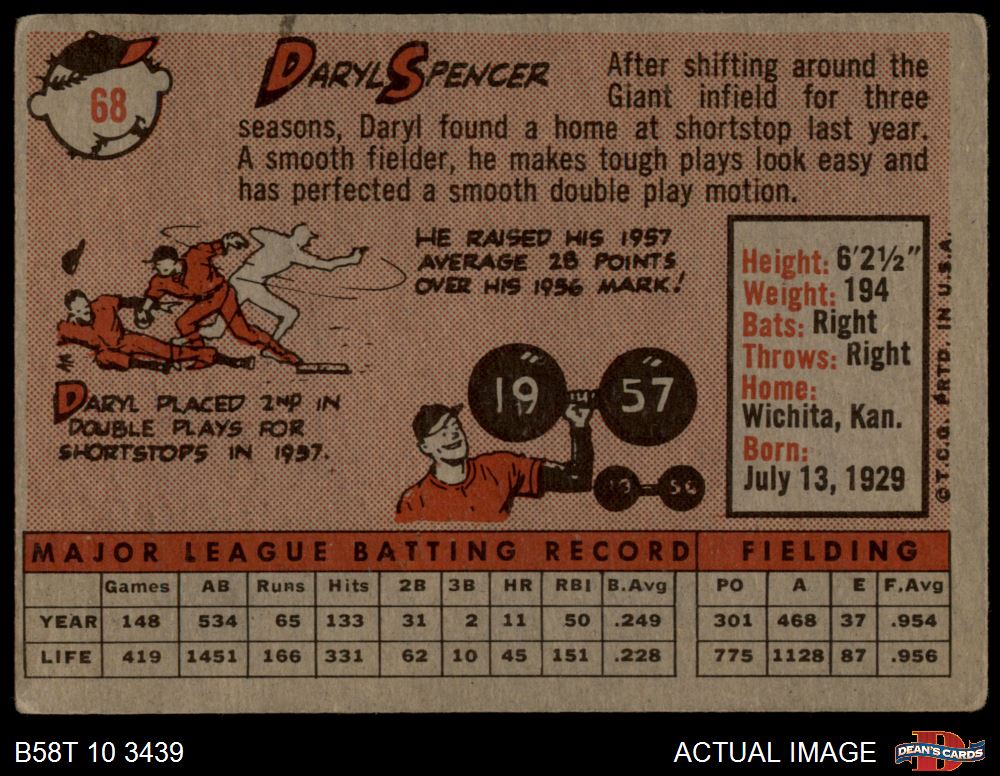 68
DARYL SPENCER
After shifting around the
Giant infield for three
seasons, Daryl found a home at shortstop last year.
A smooth fielder, he makes tough plays look easy and
has perfected a smooth double play motion.
HE RAISED HIS 1957
AVERAGE 28 POINTS
OVER HIS 1956 MARK!
DARYL PLACED 2ND IN
DOUBLE PLAYS FOR
SHORTSTOPS IN 1957.
19 57
19 56
Height: 6'2½"
Weight: 194
Bats: Right
Throws: Right
Home:
Wichita, Kan.
Born:
July 13, 1929
© T.C.G. PRTD. IN U.S.A.
MAJOR LEAGUE BATTING RECORD FIELDING
Games AB Runs Hits 2B 3B HR RBI B.Avg PO A E F.Avg
YEAR 148 534 65 133 31 2 11 50 .249 301 468 37 .954
LIFE 419 1451 166 331 62 10 45 151 .228 775 1128 87 .956
B58T 10 3439 ACTUAL IMAGE DEAN'S CARDS